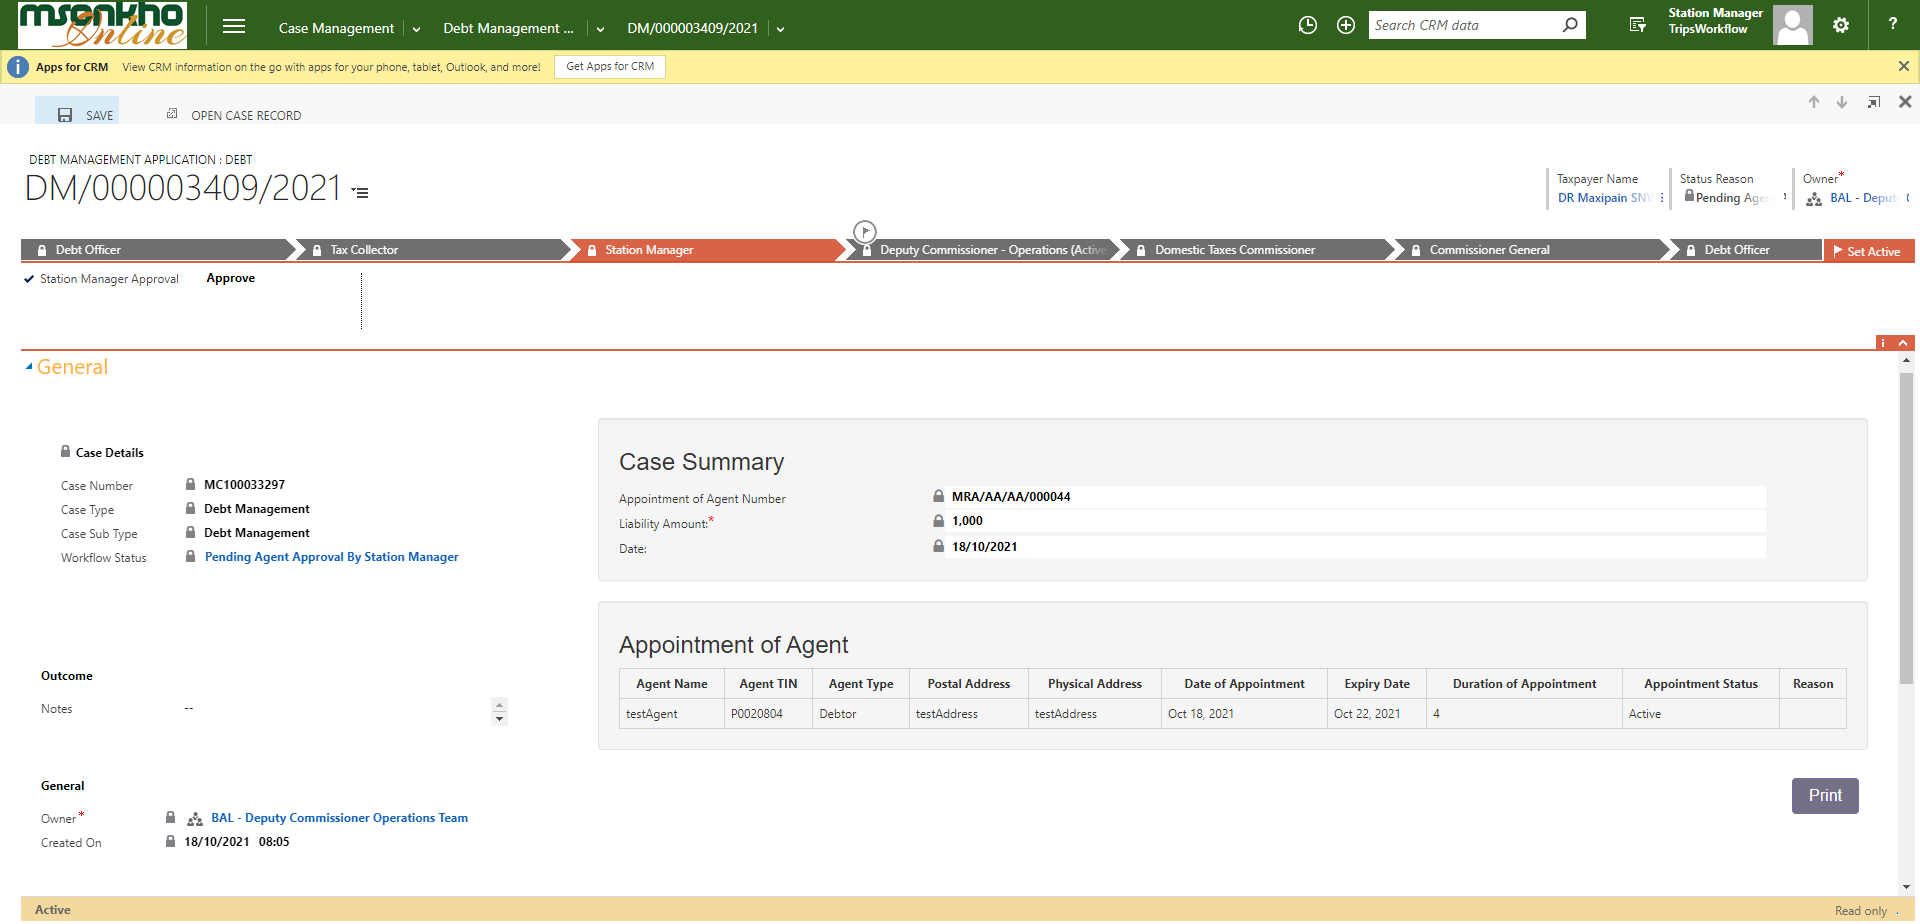 msonkho
Online
Case Management
Debt Management ...
DM/000003409/2021
Search CRM data
Station Manager
TripsWorkflow
?
i
Apps for CRM
View CRM information on the go with apps for your phone, tablet, Outlook, and more!
Get Apps for CRM
SAVE
OPEN CASE RECORD
DEBT MANAGEMENT APPLICATION : DEBT
DM/000003409/2021
Taxpayer Name
DR Maxipain SNV
Status Reason
Pending Age
Owner*
BAL - Deput
Debt Officer
Tax Collector
Station Manager
Deputy Commissioner - Operations (Active
Domestic Taxes Commissioner
Commissioner General
Debt Officer
Set Active
Station Manager Approval
Approve
i
General
Case Details
Case Number
MC100033297
Case Type
Debt Management
Case Sub Type
Debt Management
Workflow Status
Pending Agent Approval By Station Manager
Case Summary
Appointment of Agent Number
MRA/AA/AA/000044
Liability Amount:*
1,000
Date:
18/10/2021
Appointment of Agent
Agent Name Agent TIN Agent Type Postal Address Physical Address Date of Appointment Expiry Date Duration of Appointment Appointment Status Reason
testAgent P0020804 Debtor testAddress testAddress Oct 18, 2021 Oct 22, 2021 4 Active
Outcome
Notes
--
General
Owner*
BAL - Deputy Commissioner Operations Team
Created On
18/10/2021 08:05
Print
Active
Read only